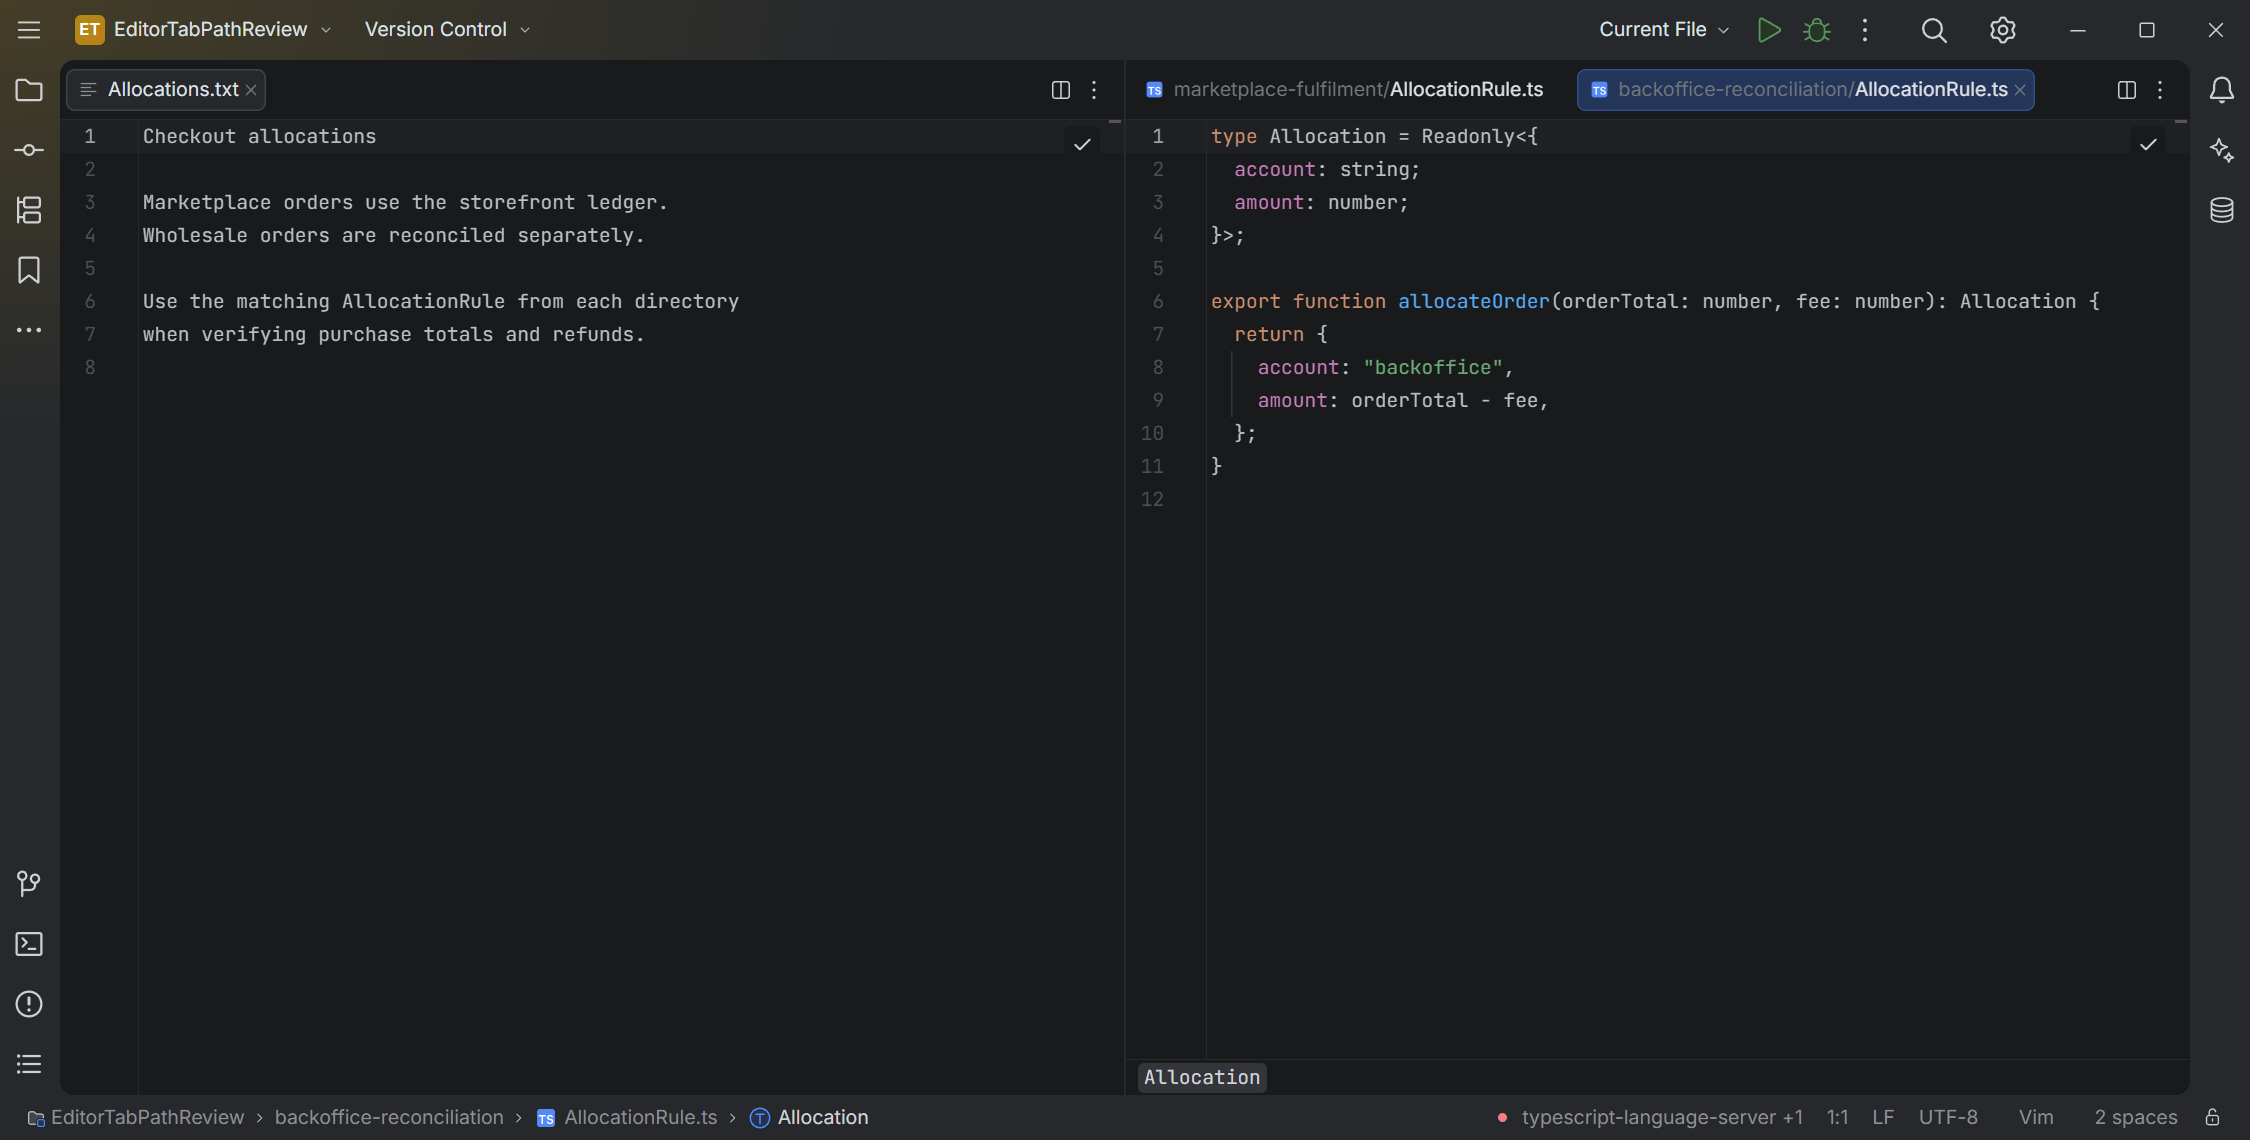 ET EditorTabPathReview Version Control Current File
Allocations.txt
1 Checkout allocations
2
3 Marketplace orders use the storefront ledger.
4 Wholesale orders are reconciled separately.
5
6 Use the matching AllocationRule from each directory
7 when verifying purchase totals and refunds.
8
TS marketplace-fulfilment/AllocationRule.ts TS backoffice-reconciliation/AllocationRule.ts
1 type Allocation = Readonly<{
2   account: string;
3   amount: number;
4 }>;
5
6 export function allocateOrder(orderTotal: number, fee: number): Allocation {
7   return {
8     account: "backoffice",
9     amount: orderTotal - fee,
10   };
11 }
12
Allocation
EditorTabPathReview › backoffice-reconciliation › TS AllocationRule.ts › T Allocation typescript-language-server +1 1:1 LF UTF-8 Vim 2 spaces